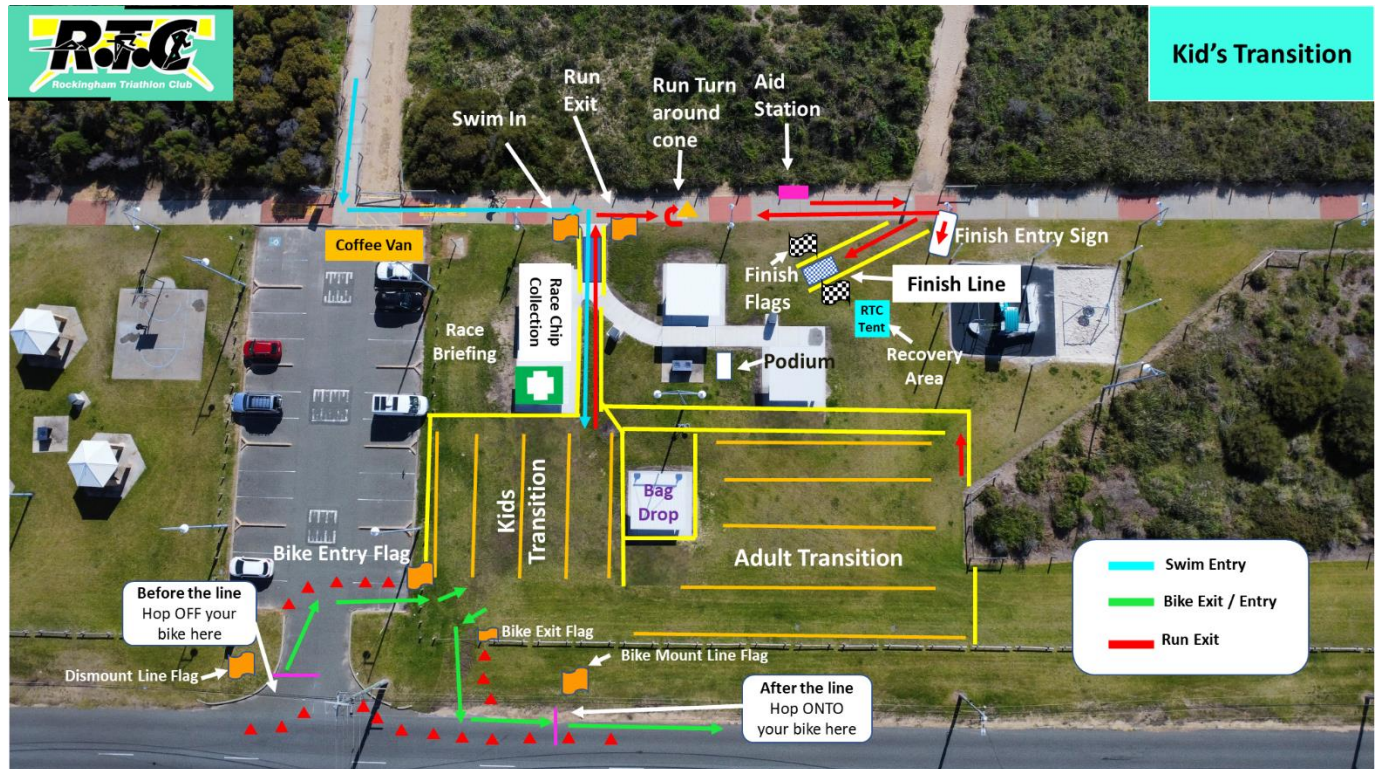 R.T.C
Rockingham Triathlon Club
Kid's Transition
Swim In
Run
Exit
Run Turn
around
cone
Aid
Station
Coffee Van
Race Chip
Collection
Race
Briefing
Finish
Flags
Finish Entry Sign
Finish Line
RTC
Tent
Recovery
Area
Podium
Kids
Transition
Bag
Drop
Adult Transition
Bike Entry Flag
Before the line
Hop OFF your
bike here
Dismount Line Flag
Bike Exit Flag
Bike Mount Line Flag
After the line
Hop ONTO
your bike here
Swim Entry
Bike Exit / Entry
Run Exit